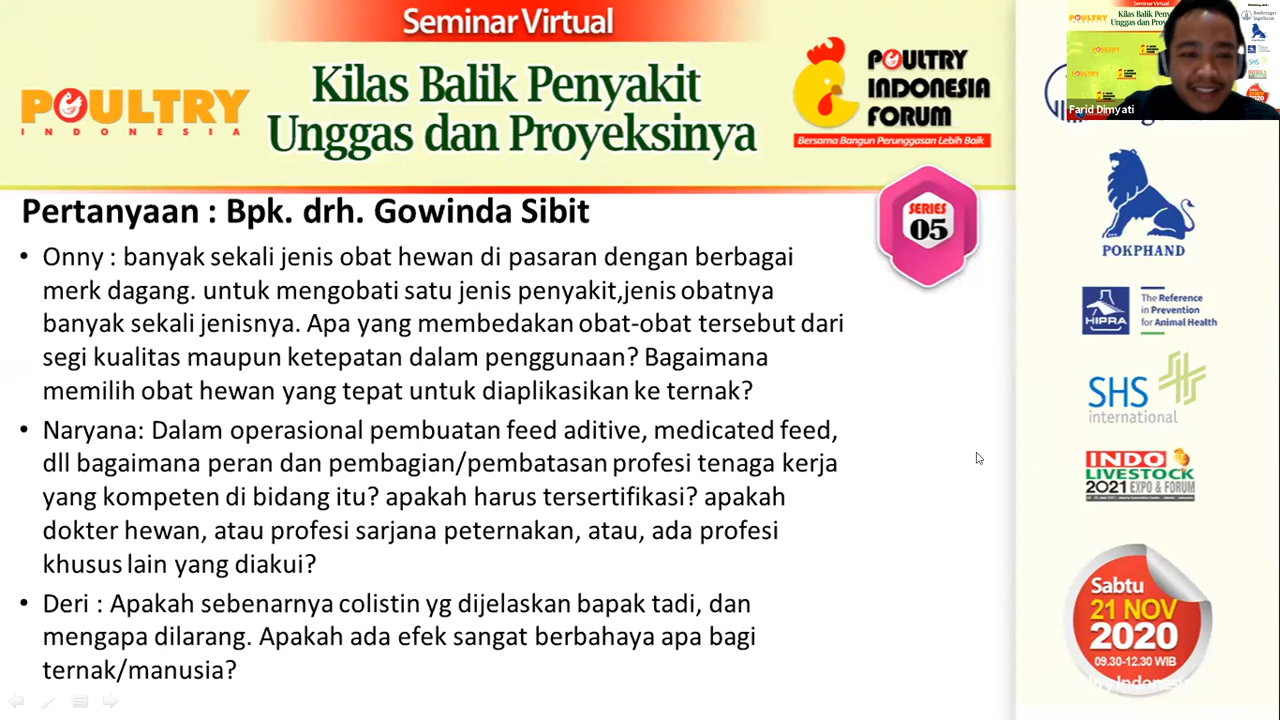 Seminar Virtual
POULTRY
INDONESIA
Kilas Balik Penyakit
Unggas dan Proyeksinya
POULTRY
INDONESIA
FORUM
Bersama Bangun Perunggasan Lebih Baik
Farid Dimyati
SERIES
05
Pertanyaan : Bpk. drh. Gowinda Sibit
• Onny : banyak sekali jenis obat hewan di pasaran dengan berbagai
merk dagang. untuk mengobati satu jenis penyakit,jenis obatnya
banyak sekali jenisnya. Apa yang membedakan obat-obat tersebut dari
segi kualitas maupun ketepatan dalam penggunaan? Bagaimana
memilih obat hewan yang tepat untuk diaplikasikan ke ternak?
• Naryana: Dalam operasional pembuatan feed aditive, medicated feed,
dll bagaimana peran dan pembagian/pembatasan profesi tenaga kerja
yang kompeten di bidang itu? apakah harus tersertifikasi? apakah
dokter hewan, atau profesi sarjana peternakan, atau, ada profesi
khusus lain yang diakui?
• Deri : Apakah sebenarnya colistin yg dijelaskan bapak tadi, dan
mengapa dilarang. Apakah ada efek sangat berbahaya apa bagi
ternak/manusia?
POKPHAND
HIPRA
The Reference
in Prevention
for Animal Health
SHS
international
INDO
LIVESTOCK
2021 EXPO & FORUM
Sabtu
21 NOV
2020
09.30-12.30 WIB